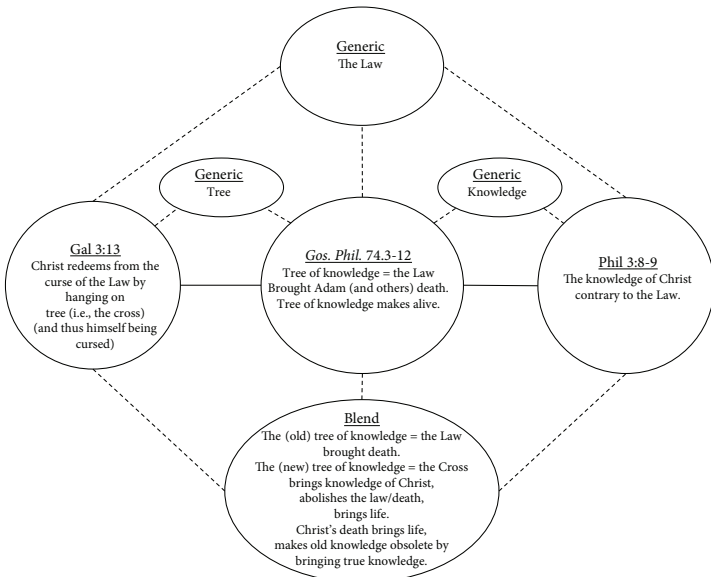 Generic
The Law
Generic
Tree
Generic
Knowledge
Gal 3:13
Christ redeems from the
curse of the Law by
hanging on
tree (i.e., the cross)
(and thus himself being
cursed)
Gos. Phil. 74.3-12
Tree of knowledge = the Law
Brought Adam (and others) death.
Tree of knowledge makes alive.
Phil 3:8-9
The knowledge of Christ
contrary to the Law.
Blend
The (old) tree of knowledge = the Law
brought death.
The (new) tree of knowledge = the Cross
brings knowledge of Christ,
abolishes the law/death,
brings life.
Christ's death brings life,
makes old knowledge obsolete by
bringing true knowledge.